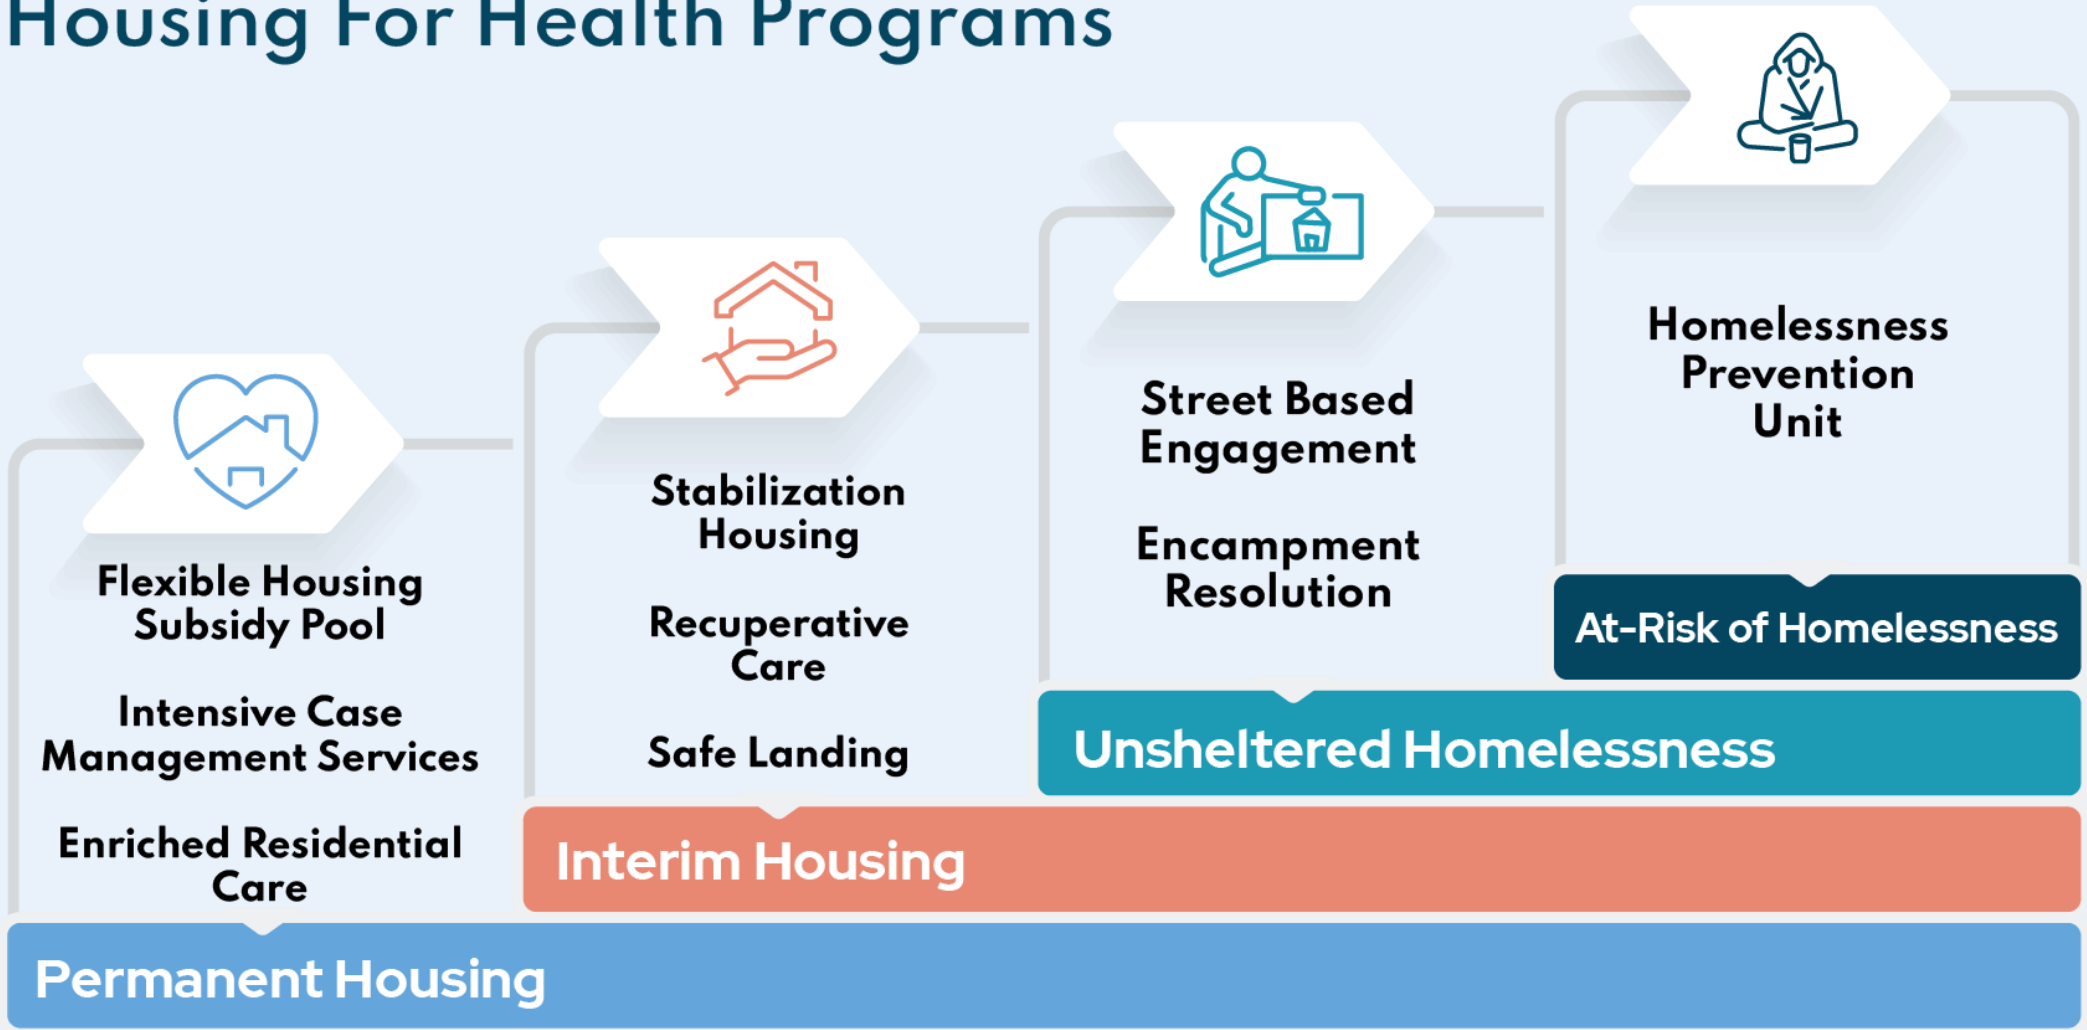 Housing For Health Programs
Flexible Housing
Subsidy Pool
Intensive Case
Management Services
Enriched Residential
Care
Permanent Housing
Stabilization
Housing
Recuperative
Care
Safe Landing
Interim Housing
Street Based
Engagement
Encampment
Resolution
Unsheltered Homelessness
Homelessness
Prevention
Unit
At-Risk of Homelessness